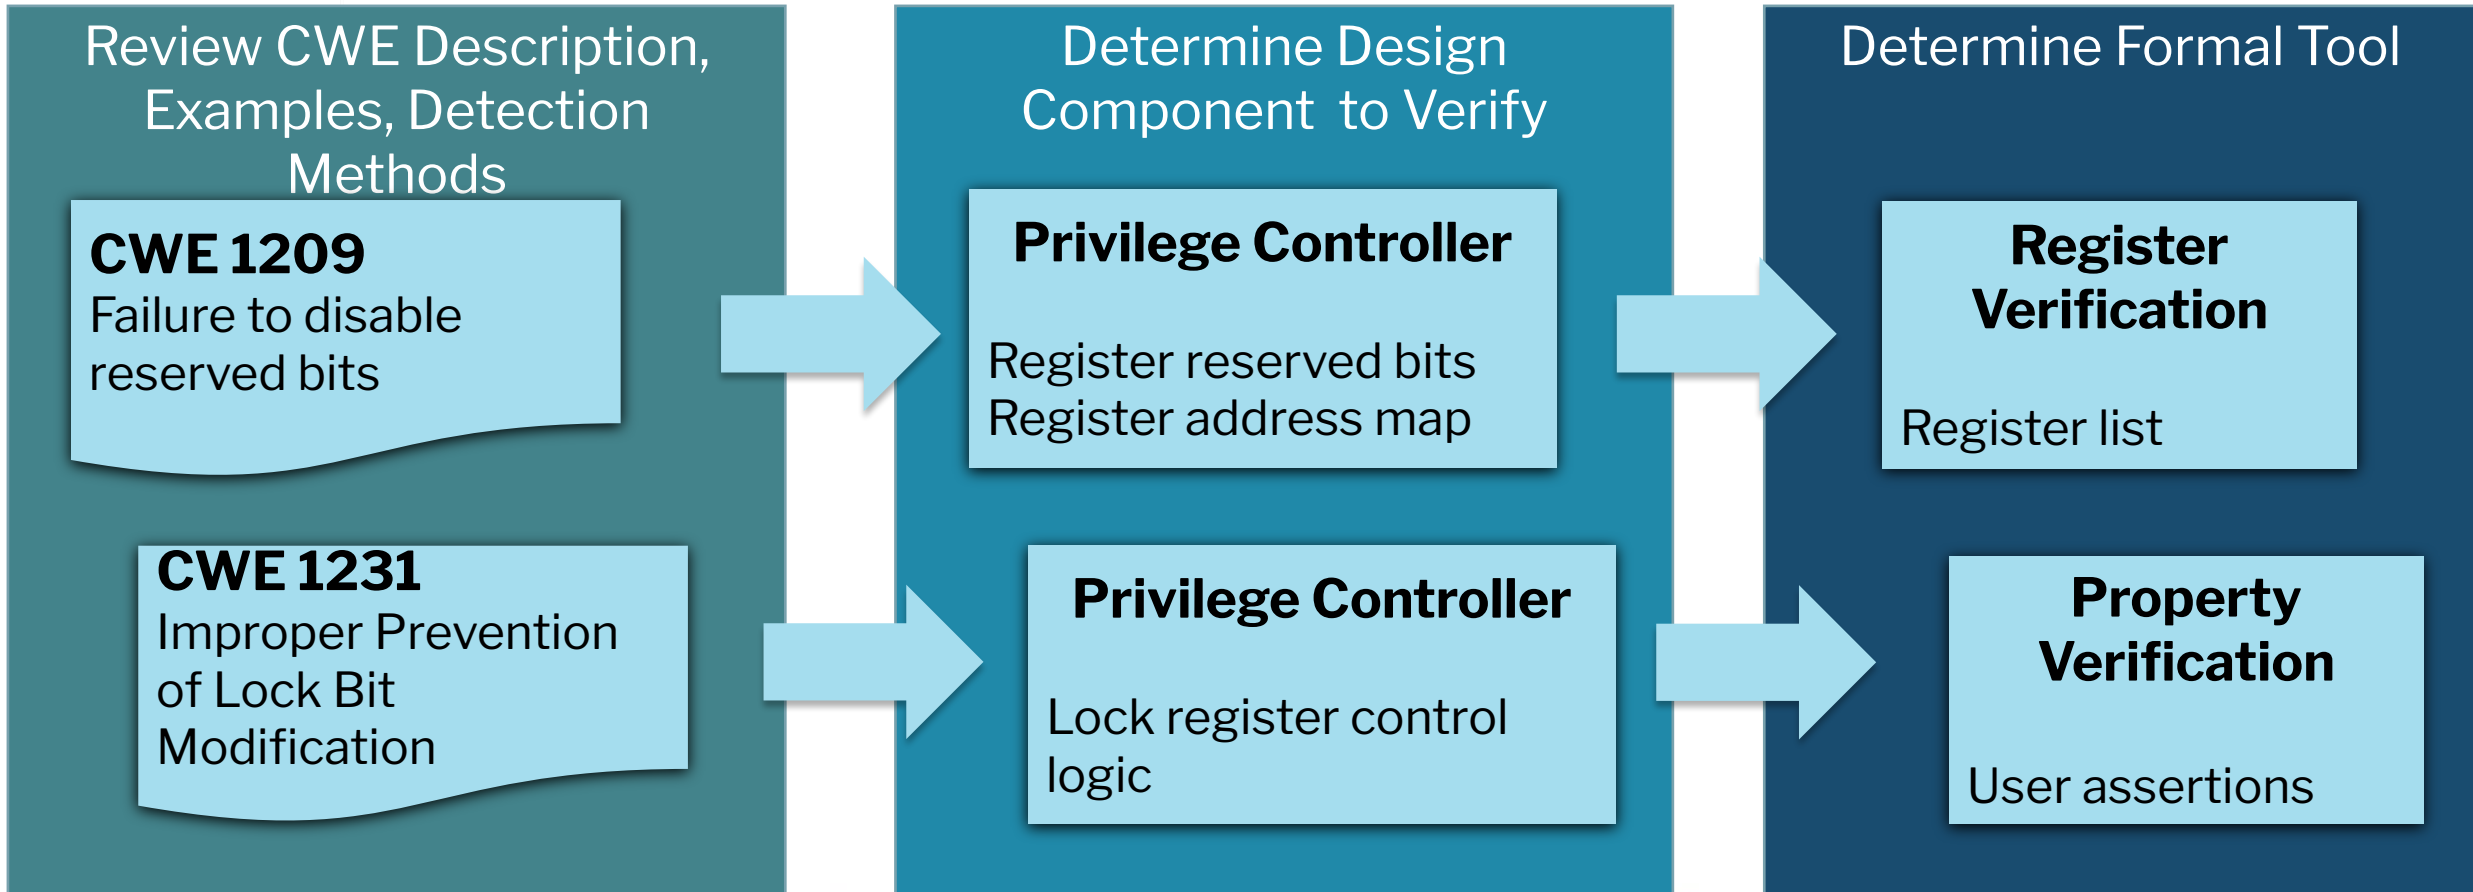 Review CWE Description,
Examples, Detection
Methods
CWE 1209
Failure to disable
reserved bits
CWE 1231
Improper Prevention
of Lock Bit
Modification
Determine Design
Component to Verify
Privilege Controller
Register reserved bits
Register address map
Privilege Controller
Lock register control
logic
Determine Formal Tool
Register
Verification
Register list
Property
Verification
User assertions